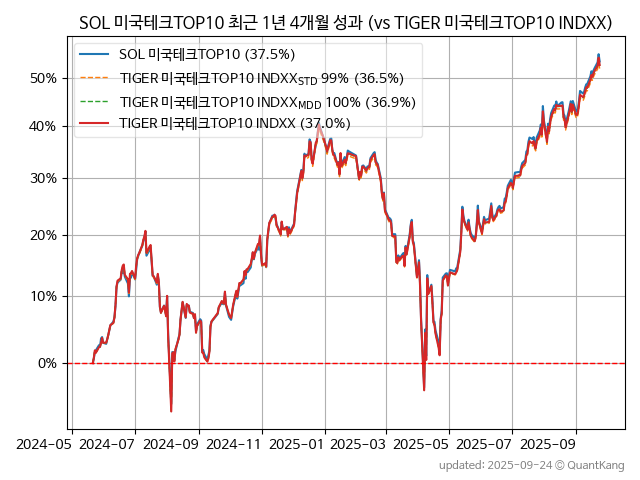 SOL 미국테크TOP10 최근 1년 4개월 성과 (vs TIGER 미국테크TOP10 INDXX)
SOL 미국테크TOP10 (37.5%)
TIGER 미국테크TOP10 INDXX_STD 99% (36.5%)
TIGER 미국테크TOP10 INDXX_MDD 100% (36.9%)
TIGER 미국테크TOP10 INDXX (37.0%)
50%
40%
30%
20%
10%
0%
2024-05 2024-07 2024-09 2024-11 2025-01 2025-03 2025-05 2025-07 2025-09
updated: 2025-09-24 © QuantKang